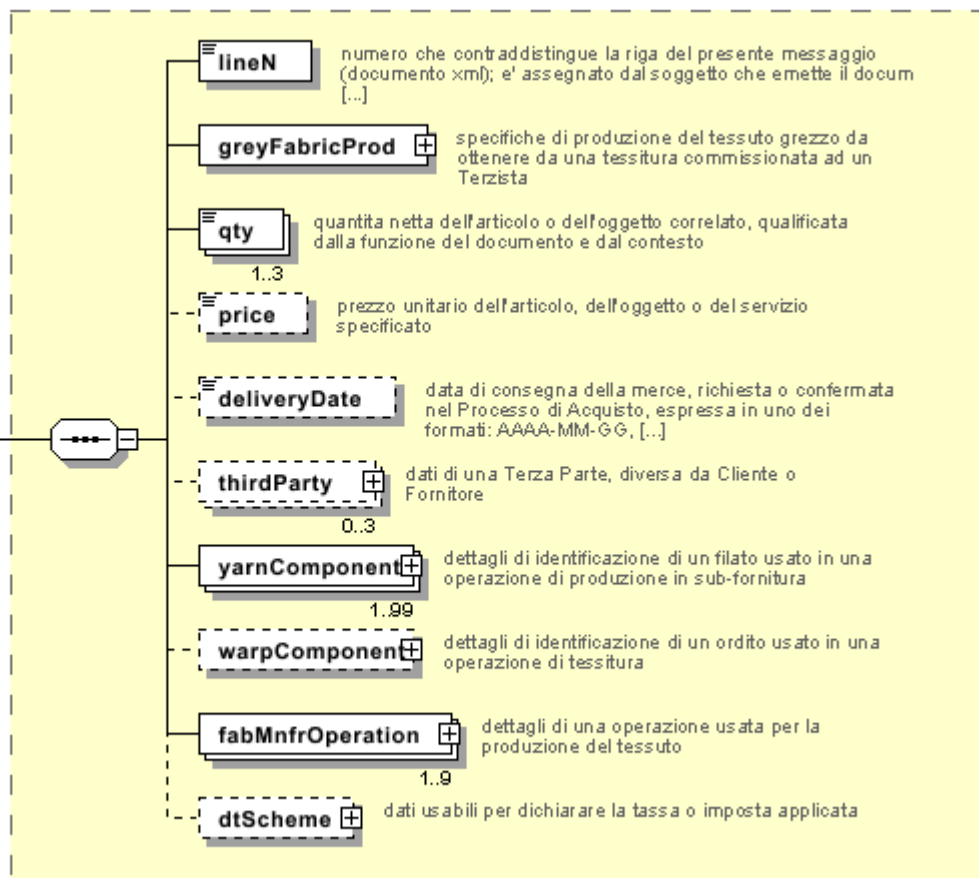 lineN
numero che contraddistingue la riga del presente messaggio
(documento xml); e' assegnato dal soggetto che emette il docum
[...]
greyFabricProd
specifiche di produzione del tessuto grezzo da
ottenere da una tessitura commissionata ad un
Terzista
qty
1..3
quantita netta dell'articolo o dell'oggetto correlato, qualificata
dalla funzione del documento e dal contesto
price
prezzo unitario dell'articolo, dell'oggetto o del servizio
specificato
deliveryDate
data di consegna della merce, richiesta o confermata
nel Processo di Acquisto, espressa in uno dei
formati: AAAA-MM-GG, [...]
thirdParty
0..3
dati di una Terza Parte, diversa da Cliente o
Fornitore
yarnComponent
1..99
dettagli di identificazione di un filato usato in una
operazione di produzione in sub-fornitura
warpComponent
dettagli di identificazione di un ordito usato in una
operazione di tessitura
fabMnfrOperation
1..9
dettagli di una operazione usata per la
produzione del tessuto
dtScheme
dati usabili per dichiarare la tassa o imposta applicata